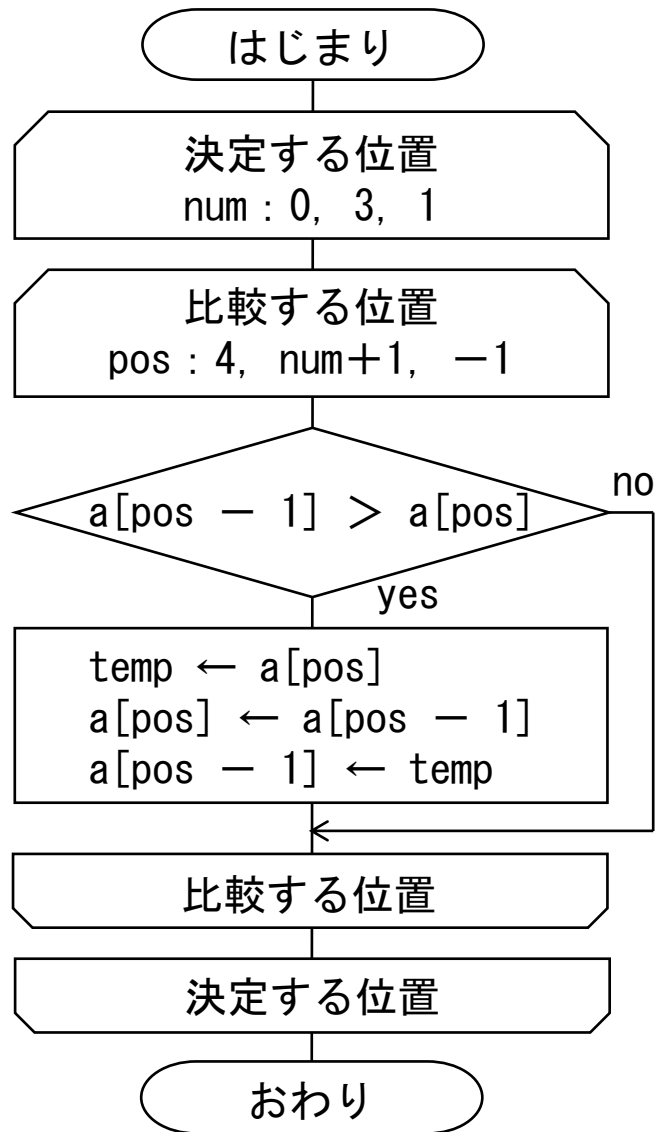 はじまり
決定する位置
num：0, 3, 1
比較する位置
pos：4, num＋1, －1
a[pos － 1] ＞ a[pos]
no
yes
temp ← a[pos]
a[pos] ← a[pos － 1]
a[pos － 1] ← temp
比較する位置
決定する位置
おわり